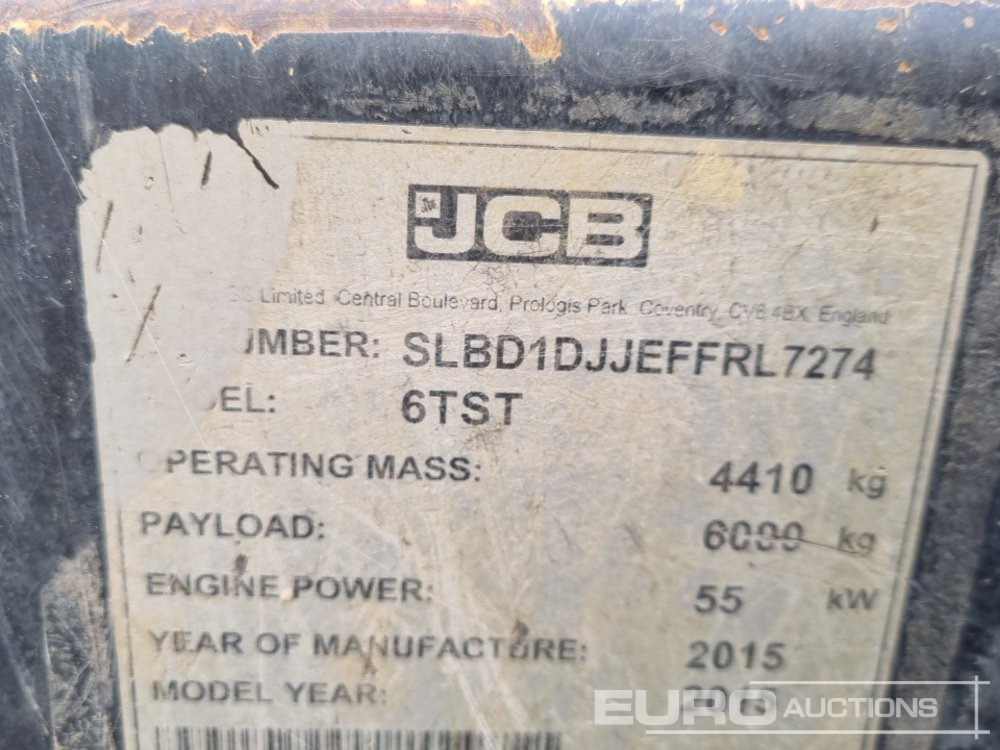 JCB
Limited Central Boulevard, Prologis Park, Coventry, CV6 4BX, England
UMBER: SLBD1DJJEFFRL7274
EL: 6TST
OPERATING MASS: 4410 kg
PAYLOAD: 6000 kg
ENGINE POWER: 55 kW
YEAR OF MANUFACTURE: 2015
MODEL YEAR:
EURO AUCTIONS